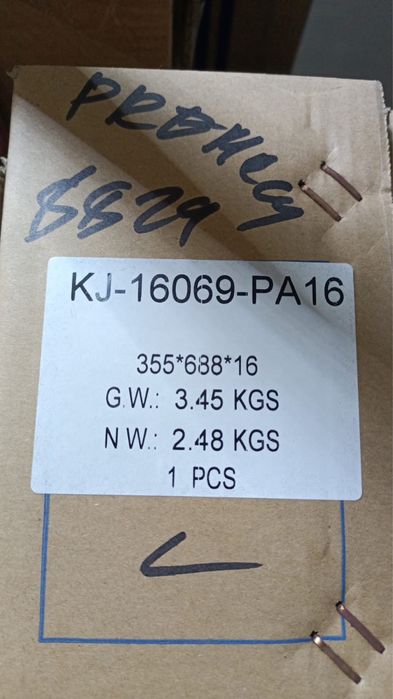 8829
KJ-16069-PA16
355*688*16
G.W.: 3.45 KGS
N W.: 2.48 KGS
1 PCS